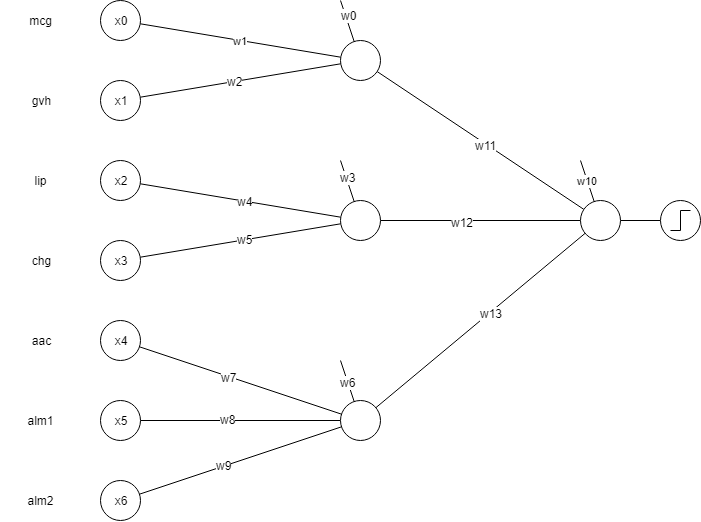 mcg x0 w0
w1
w2
gvh x1
w11
lip x2 w3 w10
w4
w12
w5
chg x3
w13
aac x4
w7 w6
alm1 x5 w8
w9
alm2 x6